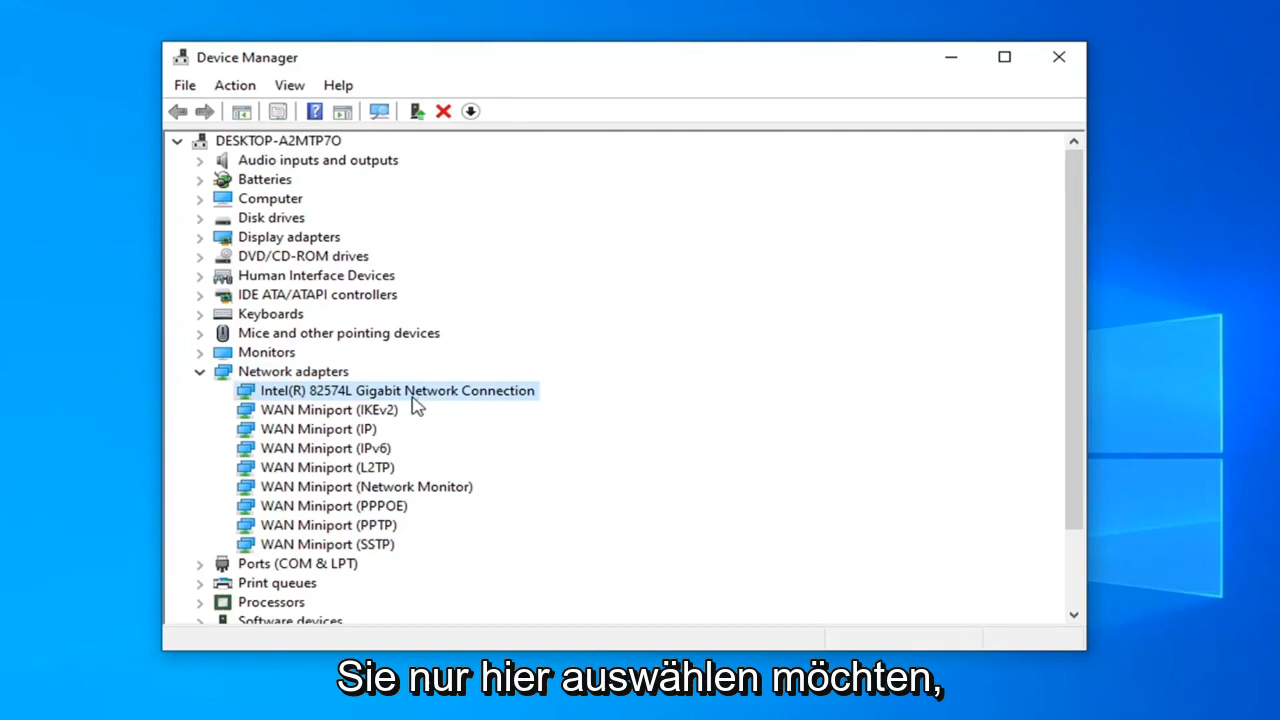 Device Manager
File Action View Help
DESKTOP-A2MTP7O
Audio inputs and outputs
Batteries
Computer
Disk drives
Display adapters
DVD/CD-ROM drives
Human Interface Devices
IDE ATA/ATAPI controllers
Keyboards
Mice and other pointing devices
Monitors
Network adapters
Intel(R) 82574L Gigabit Network Connection
WAN Miniport (IKEv2)
WAN Miniport (IP)
WAN Miniport (IPv6)
WAN Miniport (L2TP)
WAN Miniport (Network Monitor)
WAN Miniport (PPPOE)
WAN Miniport (PPTP)
WAN Miniport (SSTP)
Ports (COM & LPT)
Print queues
Processors
Software devices
Sie nur hier auswählen möchten,